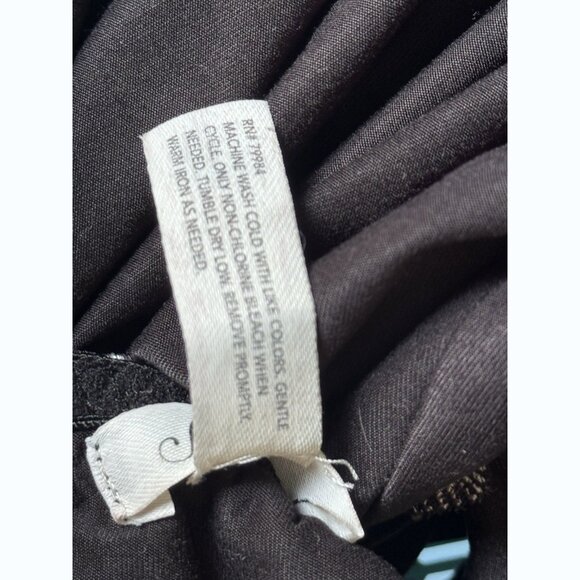 RN# 79984
MACHINE WASH COLD WITH LIKE COLORS. GENTLE
CYCLE. ONLY NON-CHLORINE BLEACH WHEN
NEEDED. TUMBLE DRY LOW. REMOVE PROMPTLY.
WARM IRON AS NEEDED.